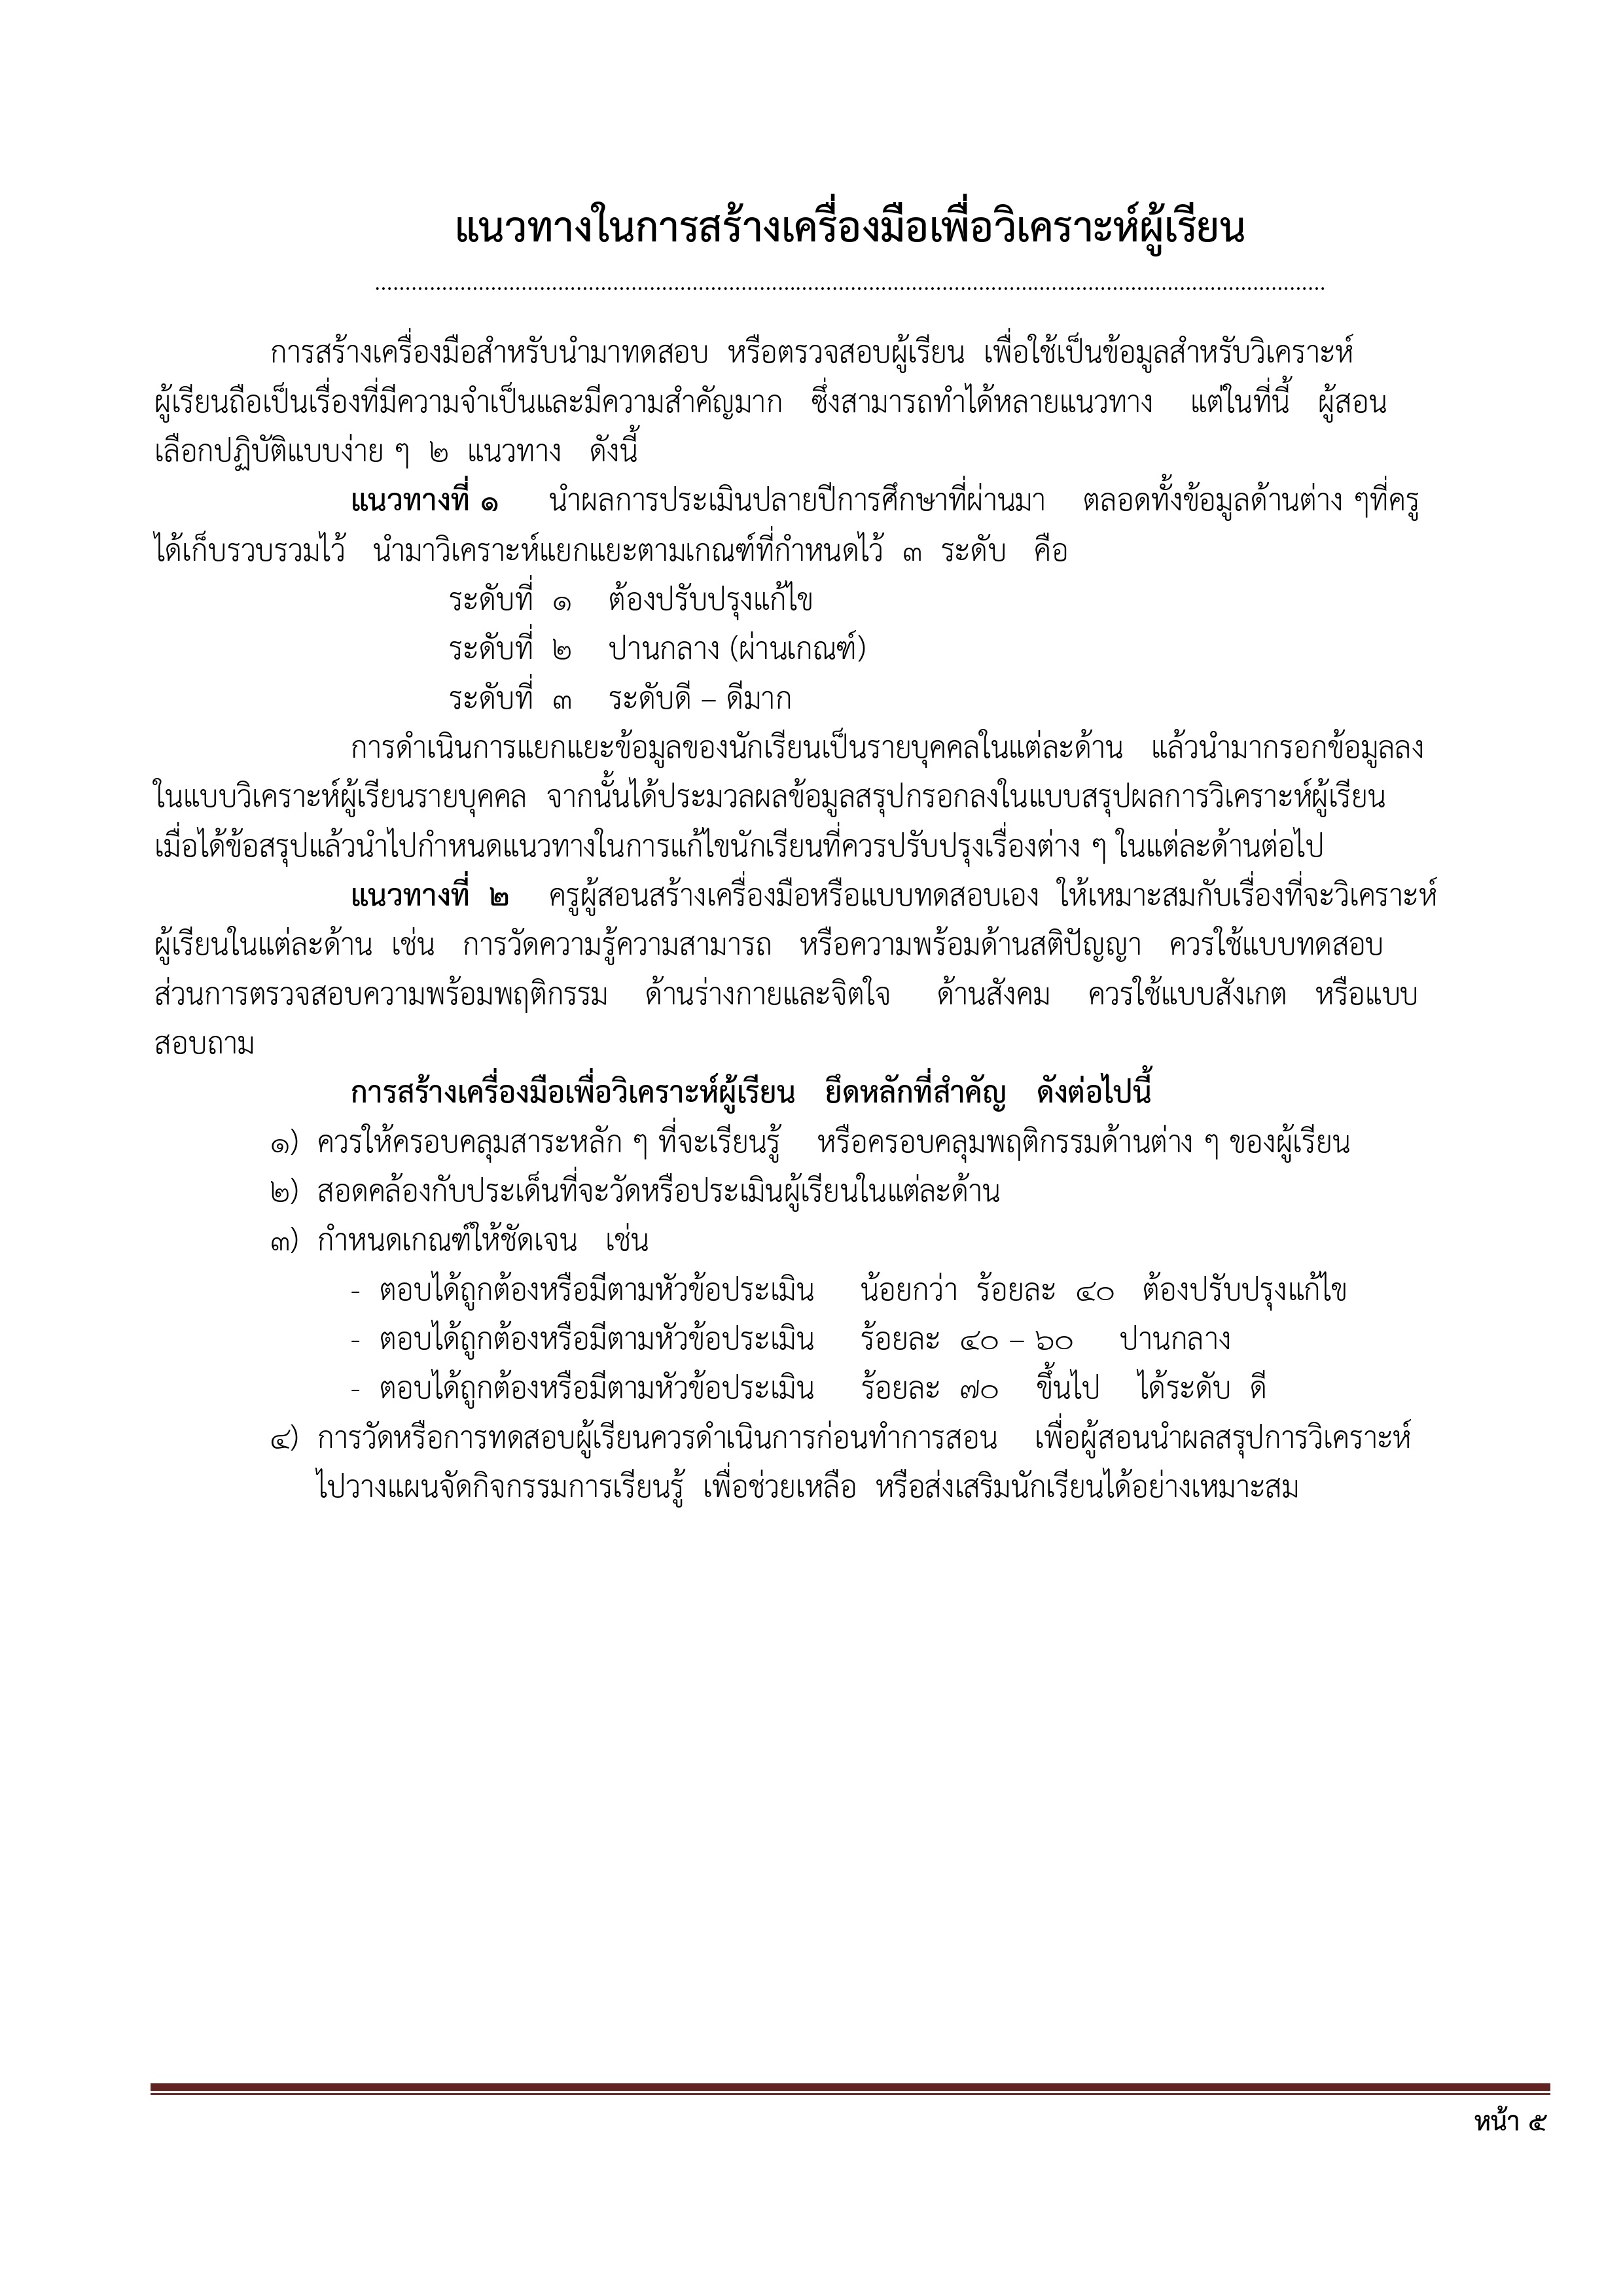 แนวทางในการสร้างเครื่องมือเพื่อวิเคราะห์ผู้เรียน
................................................................................................................................................................
การสร้างเครื่องมือสำหรับนำมาทดสอบ หรือตรวจสอบผู้เรียน เพื่อใช้เป็นข้อมูลสำหรับวิเคราะห์
ผู้เรียนถือเป็นเรื่องที่มีความจำเป็นและมีความสำคัญมาก ซึ่งสามารถทำได้หลายแนวทาง แต่ในที่นี้ ผู้สอน
เลือกปฏิบัติแบบง่าย ๆ ๒ แนวทาง ดังนี้
แนวทางที่ ๑ นำผลการประเมินปลายปีการศึกษาที่ผ่านมา ตลอดทั้งข้อมูลด้านต่าง ๆที่ครู
ได้เก็บรวบรวมไว้ นำมาวิเคราะห์แยกแยะตามเกณฑ์ที่กำหนดไว้ ๓ ระดับ คือ
ระดับที่ ๑ ต้องปรับปรุงแก้ไข
ระดับที่ ๒ ปานกลาง (ผ่านเกณฑ์)
ระดับที่ ๓ ระดับดี – ดีมาก
การดำเนินการแยกแยะข้อมูลของนักเรียนเป็นรายบุคคลในแต่ละด้าน แล้วนำมากรอกข้อมูลลง
ในแบบวิเคราะห์ผู้เรียนรายบุคคล จากนั้นได้ประมวลผลข้อมูลสรุปกรอกลงในแบบสรุปผลการวิเคราะห์ผู้เรียน
เมื่อได้ข้อสรุปแล้วนำไปกำหนดแนวทางในการแก้ไขนักเรียนที่ควรปรับปรุงเรื่องต่าง ๆ ในแต่ละด้านต่อไป
แนวทางที่ ๒ ครูผู้สอนสร้างเครื่องมือหรือแบบทดสอบเอง ให้เหมาะสมกับเรื่องที่จะวิเคราะห์
ผู้เรียนในแต่ละด้าน เช่น การวัดความรู้ความสามารถ หรือความพร้อมด้านสติปัญญา ควรใช้แบบทดสอบ
ส่วนการตรวจสอบความพร้อมพฤติกรรม ด้านร่างกายและจิตใจ ด้านสังคม ควรใช้แบบสังเกต หรือแบบ
สอบถาม
การสร้างเครื่องมือเพื่อวิเคราะห์ผู้เรียน ยึดหลักที่สำคัญ ดังต่อไปนี้
๑) ควรให้ครอบคลุมสาระหลัก ๆ ที่จะเรียนรู้ หรือครอบคลุมพฤติกรรมด้านต่าง ๆ ของผู้เรียน
๒) สอดคล้องกับประเด็นที่จะวัดหรือประเมินผู้เรียนในแต่ละด้าน
๓) กำหนดเกณฑ์ให้ชัดเจน เช่น
- ตอบได้ถูกต้องหรือมีตามหัวข้อประเมิน น้อยกว่า ร้อยละ ๔๐ ต้องปรับปรุงแก้ไข
- ตอบได้ถูกต้องหรือมีตามหัวข้อประเมิน ร้อยละ ๔๐ – ๖๐ ปานกลาง
- ตอบได้ถูกต้องหรือมีตามหัวข้อประเมิน ร้อยละ ๗๐ ขึ้นไป ได้ระดับ ดี
๔) การวัดหรือการทดสอบผู้เรียนควรดำเนินการก่อนทำการสอน เพื่อผู้สอนนำผลสรุปการวิเคราะห์
ไปวางแผนจัดกิจกรรมการเรียนรู้ เพื่อช่วยเหลือ หรือส่งเสริมนักเรียนได้อย่างเหมาะสม
หน้า ๕